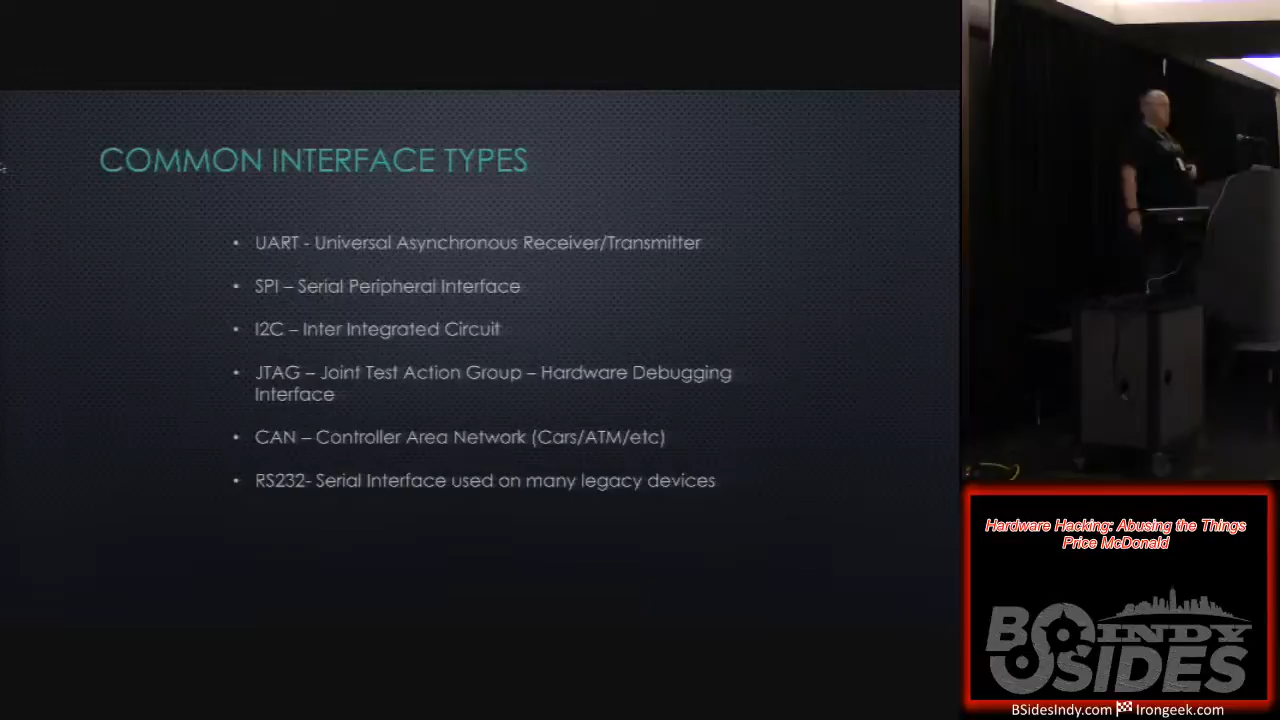 COMMON INTERFACE TYPES
• UART - Universal Asynchronous Receiver/Transmitter
• SPI – Serial Peripheral Interface
• I2C – Inter Integrated Circuit
• JTAG – Joint Test Action Group – Hardware Debugging
Interface
• CAN – Controller Area Network (Cars/ATM/etc)
• RS232- Serial Interface used on many legacy devices
Hardware Hacking: Abusing the Things
Price McDonald
BSIDES INDY
BSidesIndy.com Irongeek.com